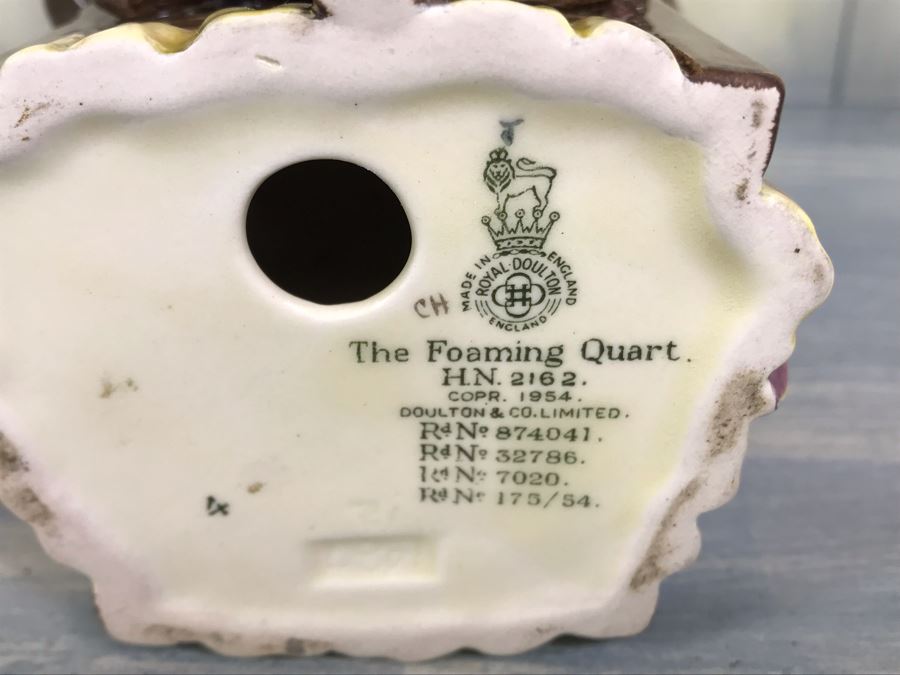 MADE IN ENGLAND
ROYAL·DOULTON
ENGLAND
CH
The Foaming Quart.
H.N. 2162.
COPR. 1954.
DOULTON & CO. LIMITED.
Rd No 874041.
Rd No 32786.
Rd No 7020.
Rd No 175/54.
4